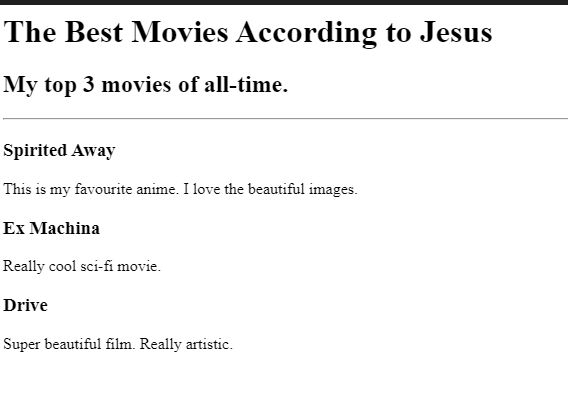 The Best Movies According to Jesus
My top 3 movies of all-time.
Spirited Away
This is my favourite anime. I love the beautiful images.
Ex Machina
Really cool sci-fi movie.
Drive
Super beautiful film. Really artistic.